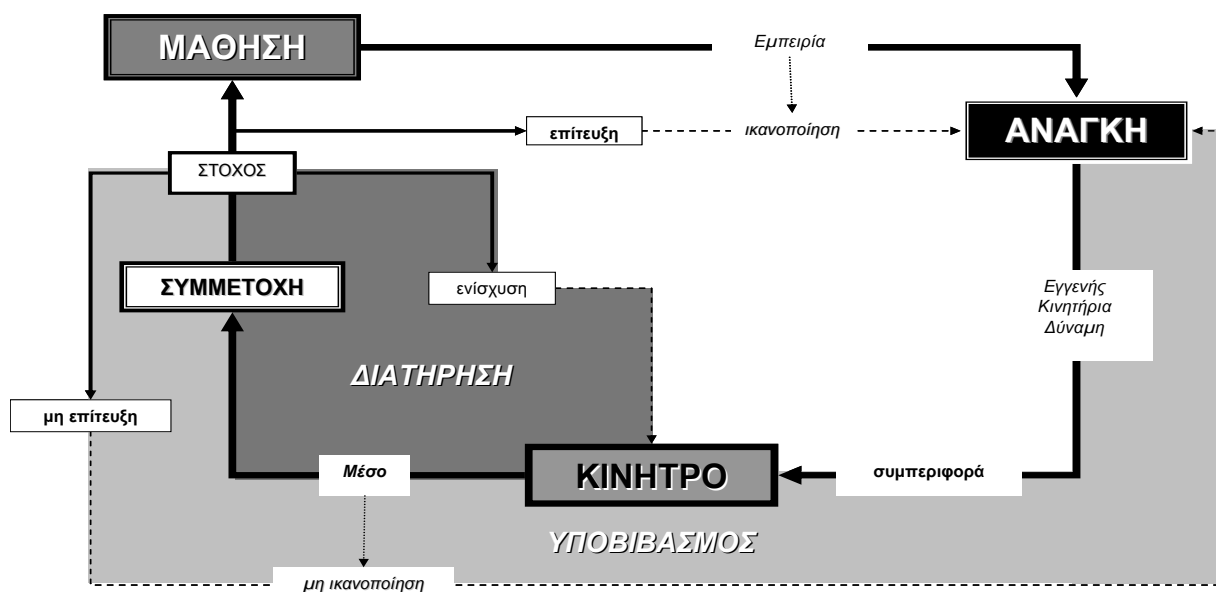 ΜΑΘΗΣΗ
Εμπειρία
επίτευξη
ικανοποίηση
ΑΝΑΓΚΗ
ΣΤΟΧΟΣ
ΣΥΜΜΕΤΟΧΗ
ενίσχυση
Εγγενής
Κινητήρια
Δύναμη
ΔΙΑΤΗΡΗΣΗ
μη επίτευξη
Μέσο
ΚΙΝΗΤΡΟ
συμπεριφορά
ΥΠΟΒΙΒΑΣΜΟΣ
μη ικανοποίηση